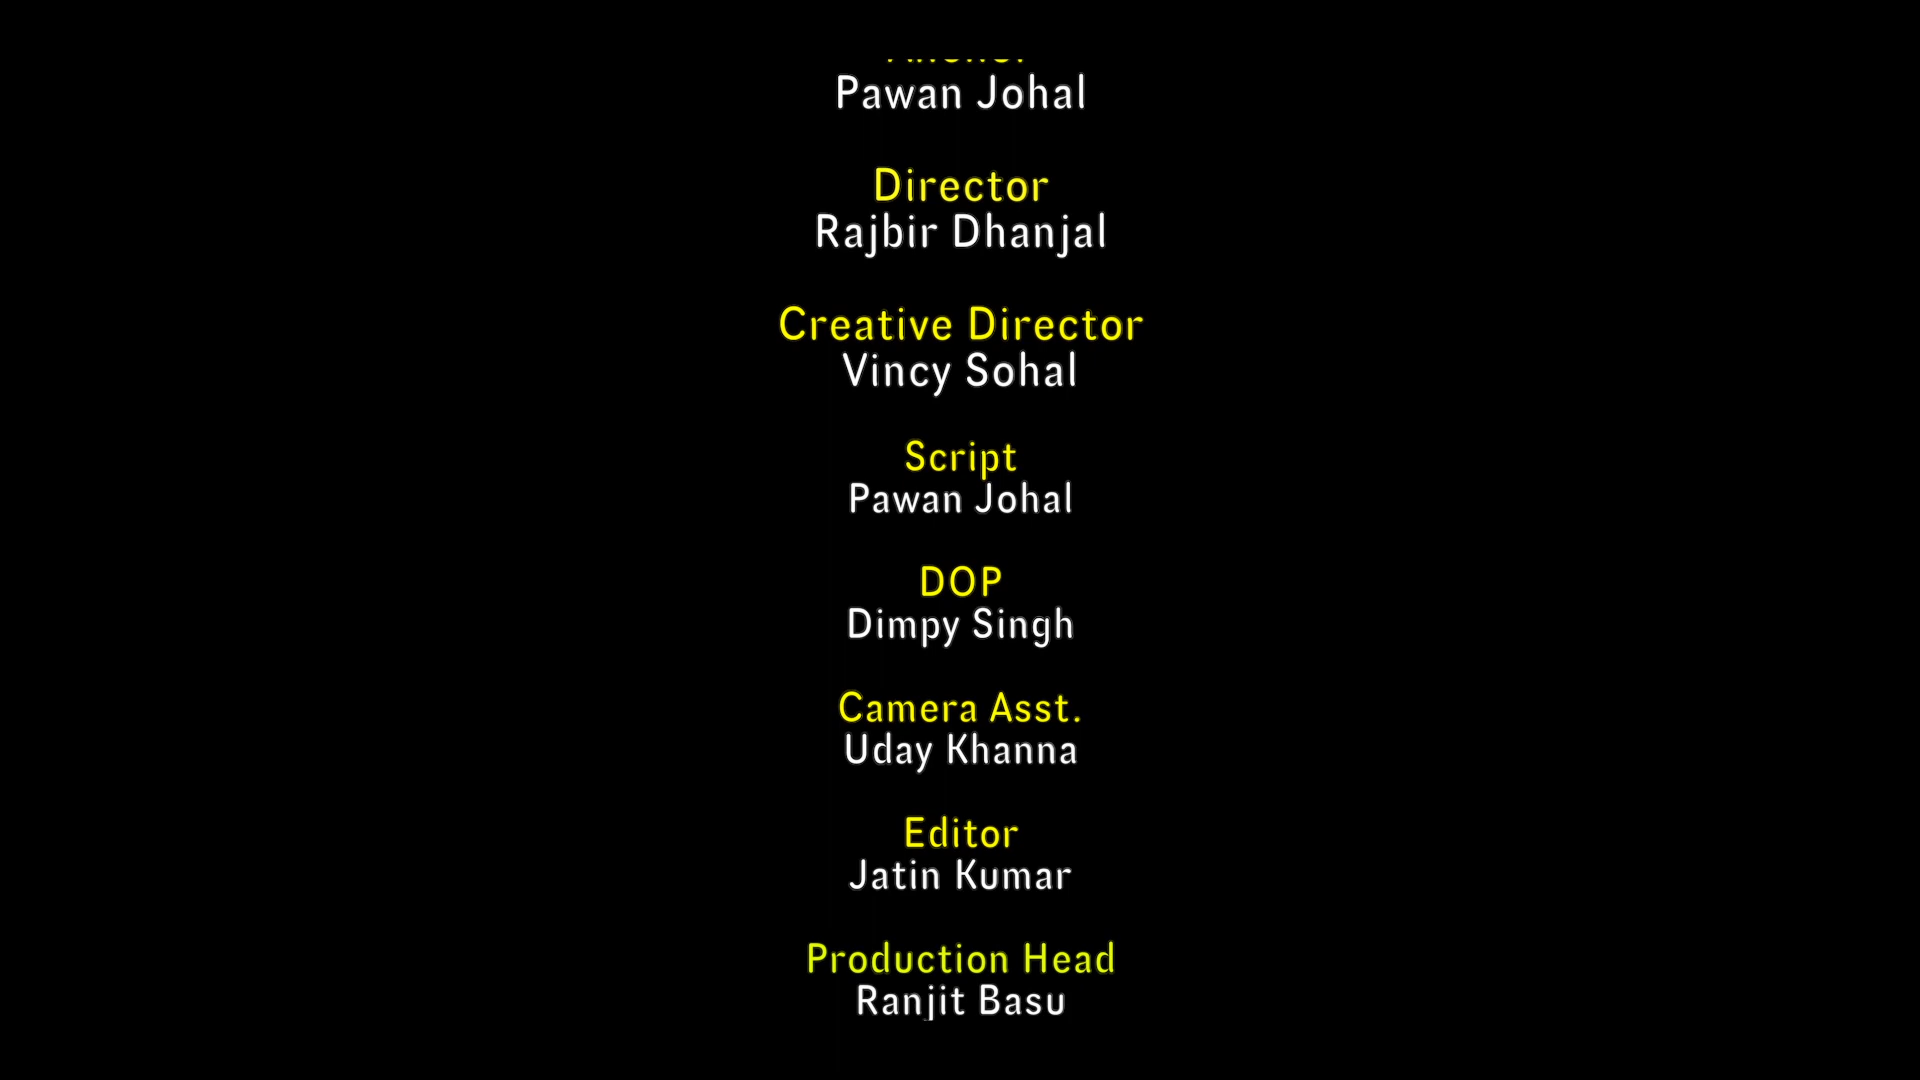 Pawan Johal
Director
Rajbir Dhanjal
Creative Director
Vincy Sohal
Script
Pawan Johal
DOP
Dimpy Singh
Camera Asst.
Uday Khanna
Editor
Jatin Kumar
Production Head
Ranjit Basu